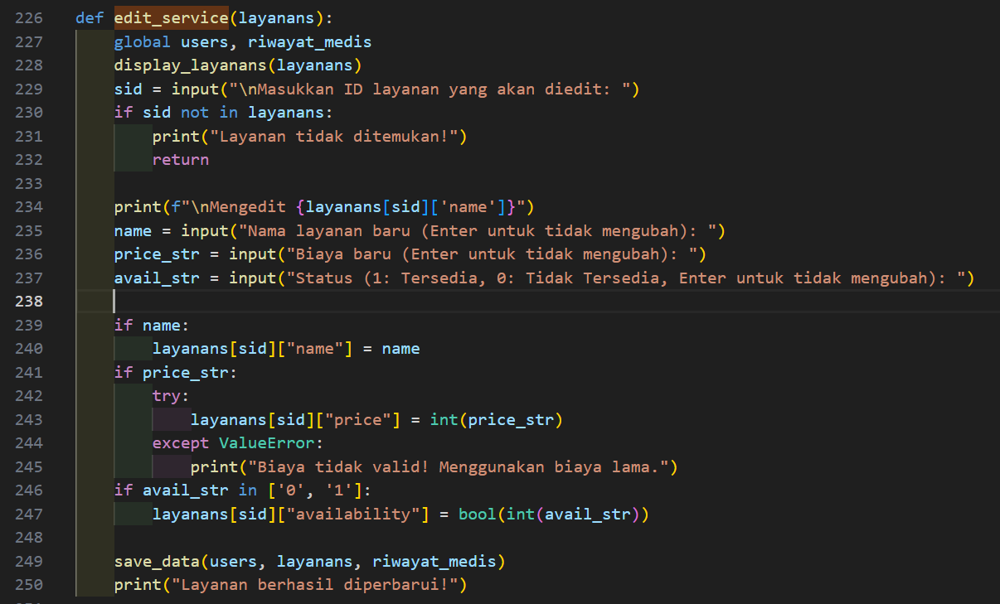 226 def edit_service(layanans):
227     global users, riwayat_medis
228     display_layanans(layanans)
229     sid = input("\nMasukkan ID layanan yang akan diedit: ")
230     if sid not in layanans:
231         print("Layanan tidak ditemukan!")
232         return
233
234     print(f"\nMengedit {layanans[sid]['name']}")
235     name = input("Nama layanan baru (Enter untuk tidak mengubah): ")
236     price_str = input("Biaya baru (Enter untuk tidak mengubah): ")
237     avail_str = input("Status (1: Tersedia, 0: Tidak Tersedia, Enter untuk tidak mengubah): ")
238
239     if name:
240         layanans[sid]["name"] = name
241     if price_str:
242         try:
243             layanans[sid]["price"] = int(price_str)
244         except ValueError:
245             print("Biaya tidak valid! Menggunakan biaya lama.")
246     if avail_str in ['0', '1']:
247         layanans[sid]["availability"] = bool(int(avail_str))
248
249     save_data(users, layanans, riwayat_medis)
250     print("Layanan berhasil diperbarui!")